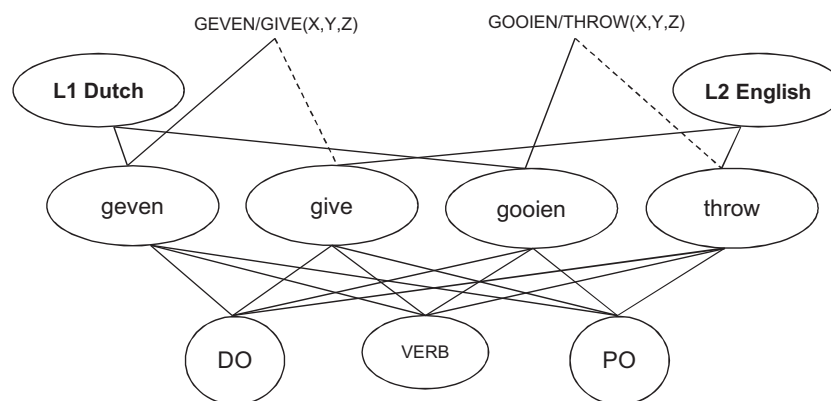 GEVEN/GIVE(X,Y,Z) GOOIEN/THROW(X,Y,Z)
L1 Dutch L2 English
geven give gooien throw
DO VERB PO